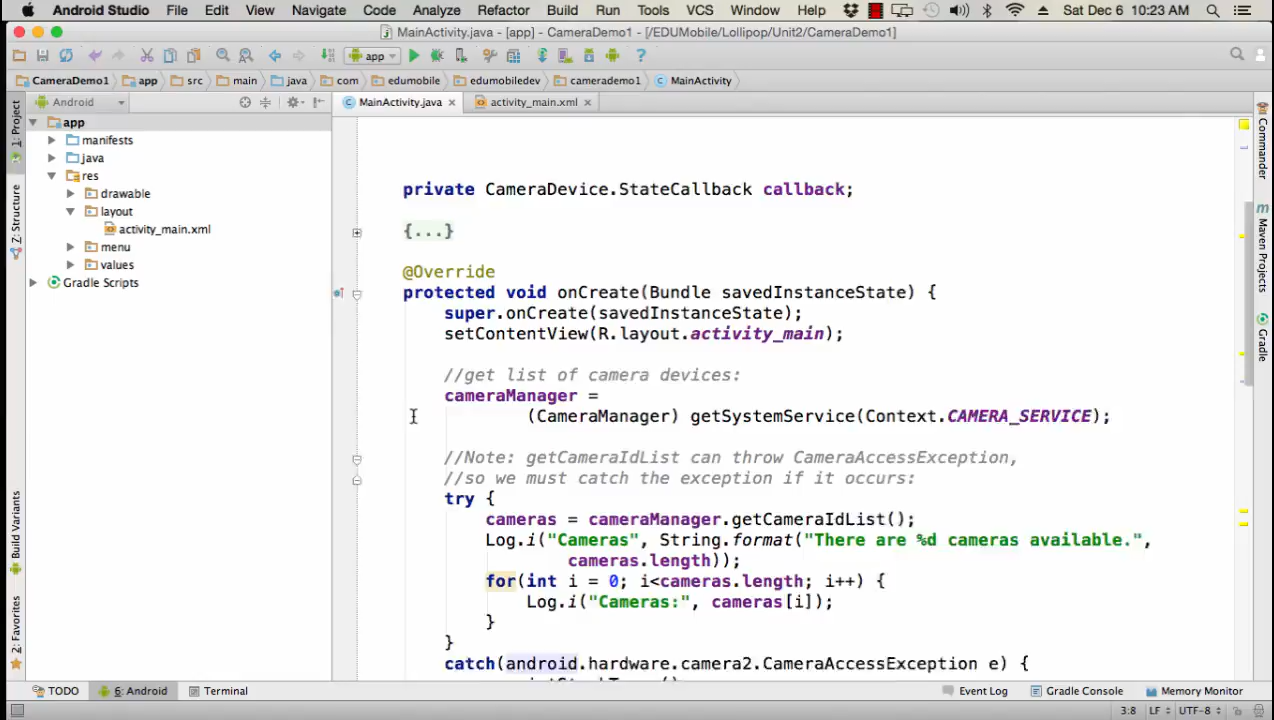 Android Studio File Edit View Navigate Code Analyze Refactor Build Run Tools VCS Window Help Sat Dec 6 10:23 AM
MainActivity.java - [app] - CameraDemo1 - [/EDUMobile/Lollipop/Unit2/CameraDemo1]
app
CameraDemo1 app src main java com edumobile edumobiledev camerademo1 MainActivity
Android MainActivity.java activity_main.xml
1: Project
Z: Structure
Build Variants
2: Favorites
app
manifests
java
res
drawable
layout
activity_main.xml
menu
values
Gradle Scripts
private CameraDevice.StateCallback callback;
{...}
@Override
protected void onCreate(Bundle savedInstanceState) {
super.onCreate(savedInstanceState);
setContentView(R.layout.activity_main);
//get list of camera devices:
cameraManager =
(CameraManager) getSystemService(Context.CAMERA_SERVICE);
//Note: getCameraIdList can throw CameraAccessException,
//so we must catch the exception if it occurs:
try {
cameras = cameraManager.getCameraIdList();
Log.i("Cameras", String.format("There are %d cameras available.",
cameras.length));
for(int i = 0; i<cameras.length; i++) {
Log.i("Cameras:", cameras[i]);
}
}
catch(android.hardware.camera2.CameraAccessException e) {
Commander
m Maven Projects
Gradle
TODO 6: Android Terminal Event Log Gradle Console Memory Monitor
3:8 LF UTF-8